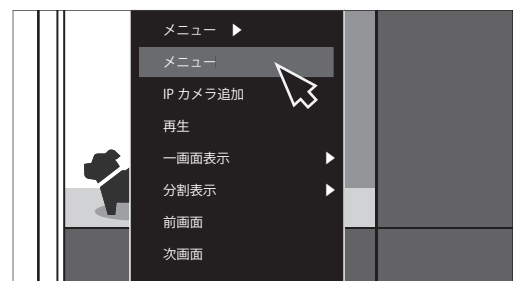 メニュー ▶
メニュー
IP カメラ追加
再生
一画面表示 ▶
分割表示 ▶
前画面
次画面